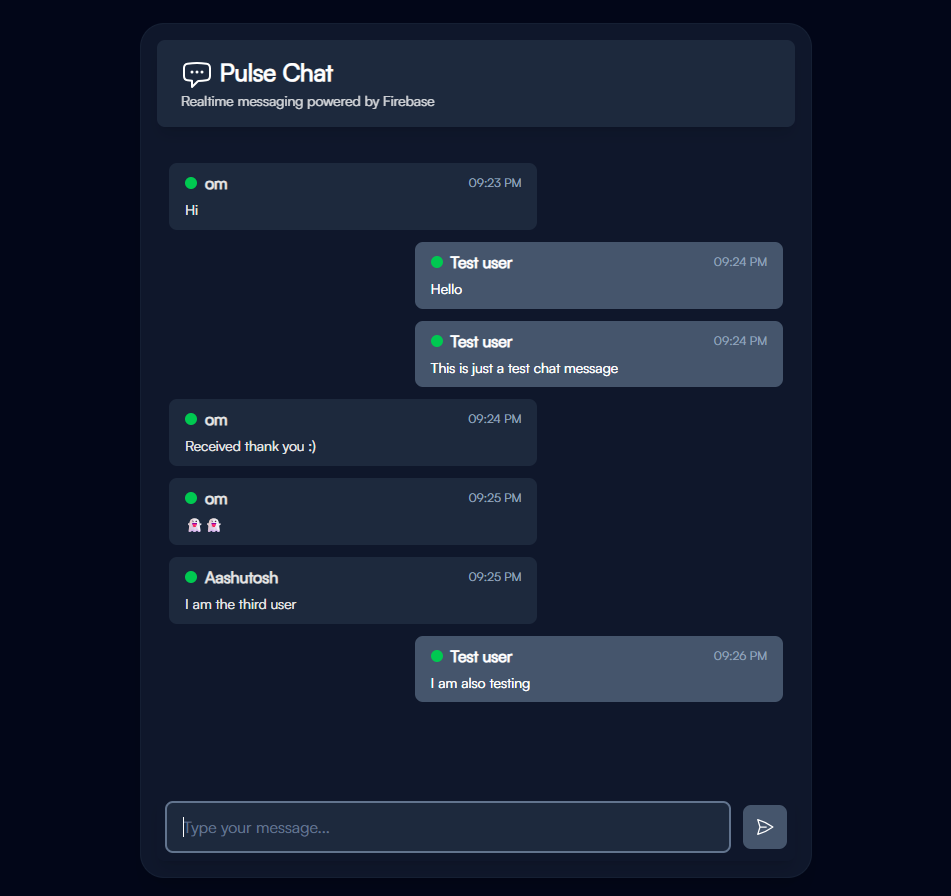 Pulse Chat
Realtime messaging powered by Firebase
om 09:23 PM
Hi
Test user 09:24 PM
Hello
Test user 09:24 PM
This is just a test chat message
om 09:24 PM
Received thank you :)
om 09:25 PM
👻👻
Aashutosh 09:25 PM
I am the third user
Test user 09:26 PM
I am also testing
Type your message...